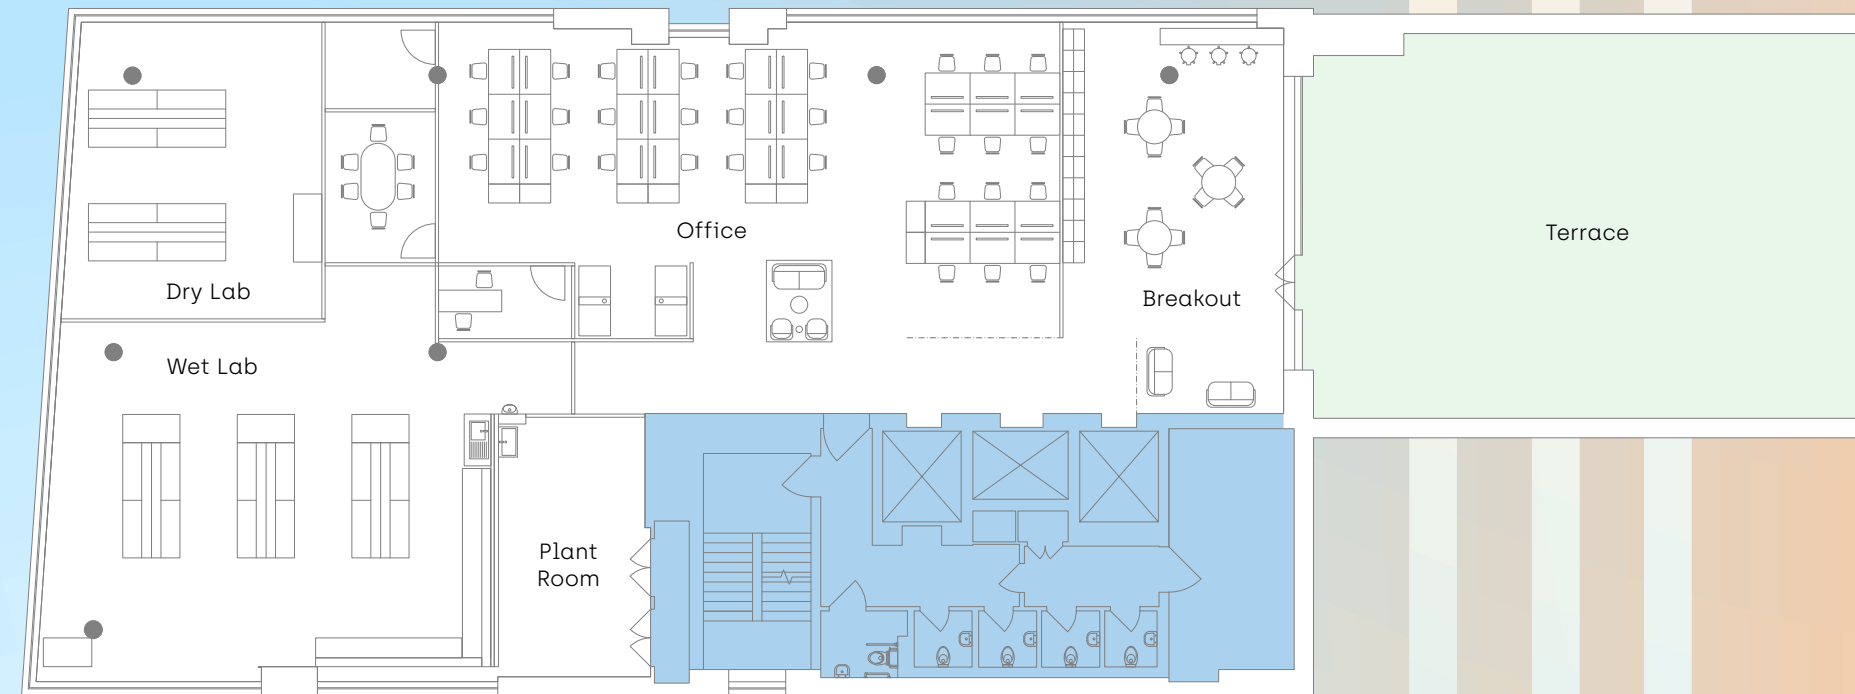 Office
Terrace
Dry Lab
Breakout
Wet Lab
Plant
Room